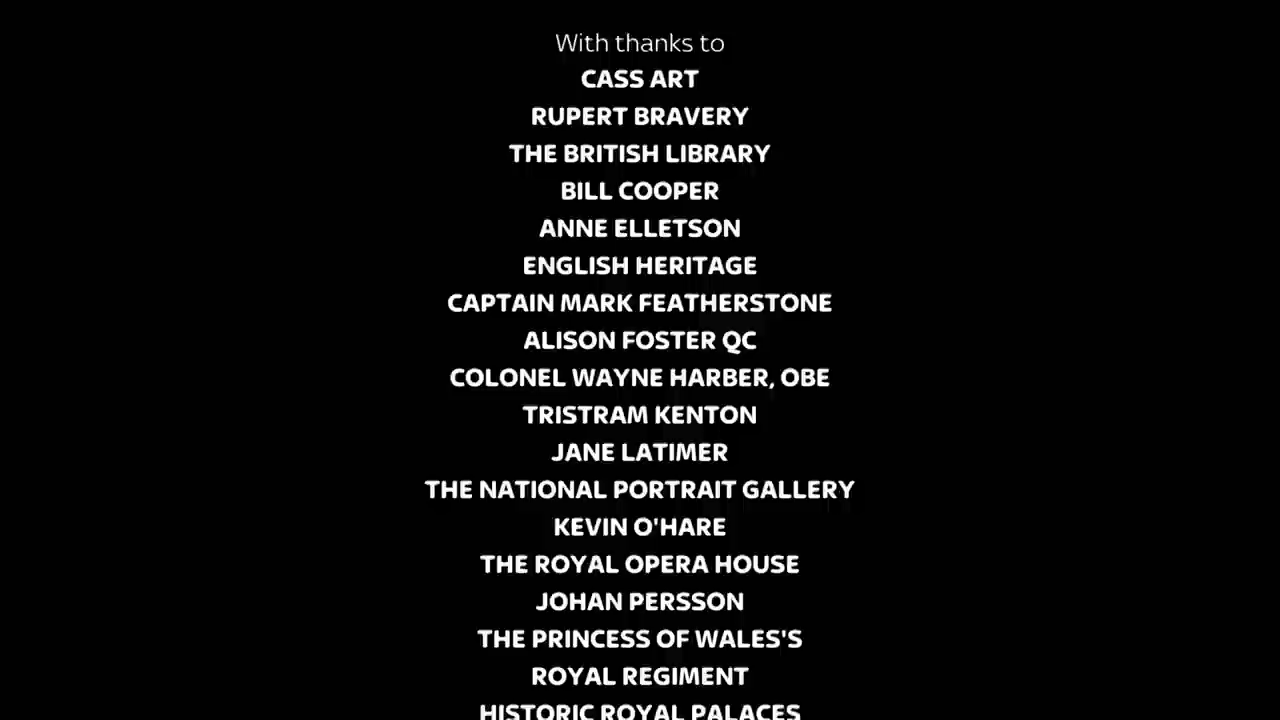 With thanks to
CASS ART
RUPERT BRAVERY
THE BRITISH LIBRARY
BILL COOPER
ANNE ELLETSON
ENGLISH HERITAGE
CAPTAIN MARK FEATHERSTONE
ALISON FOSTER QC
COLONEL WAYNE HARBER, OBE
TRISTRAM KENTON
JANE LATIMER
THE NATIONAL PORTRAIT GALLERY
KEVIN O'HARE
THE ROYAL OPERA HOUSE
JOHAN PERSSON
THE PRINCESS OF WALES'S
ROYAL REGIMENT
HISTORIC ROYAL PALACES